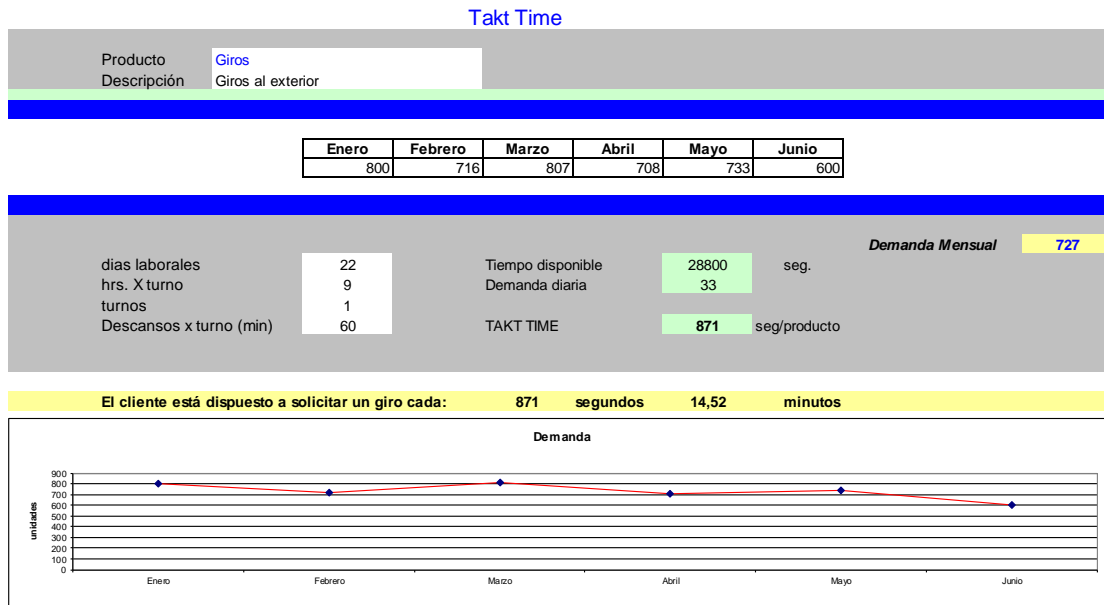 Takt Time
Producto Giros
Descripción Giros al exterior
Enero Febrero Marzo Abril Mayo Junio
800 716 807 708 733 600
Demanda Mensual 727
dias laborales 22 Tiempo disponible 28800 seg.
hrs. X turno 9 Demanda diaria 33
turnos 1
Descansos x turno (min) 60 TAKT TIME 871 seg/producto
El cliente está dispuesto a solicitar un giro cada: 871 segundos 14,52 minutos
Demanda
unidades
900
800
700
600
500
400
300
200
100
0
Enero Febrero Marzo Abril Mayo Junio